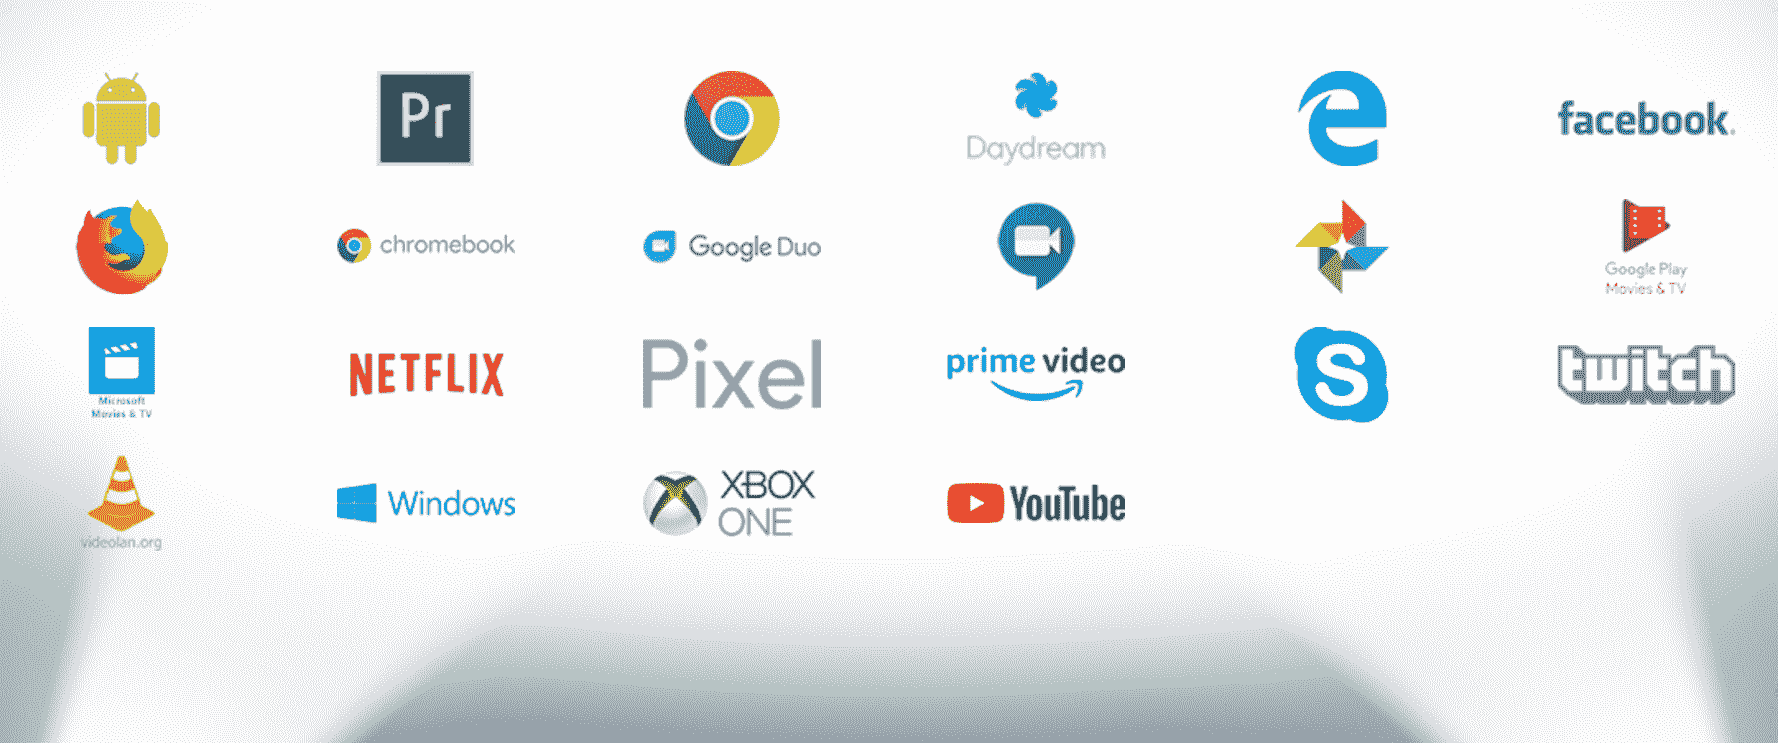 Pr
Daydream
facebook.
chromebook
Google Duo
Google Play
Movies & TV
Microsoft
Movies & TV
NETFLIX
Pixel
prime video
S
twitch
videolan.org
Windows
XBOX
ONE
YouTube